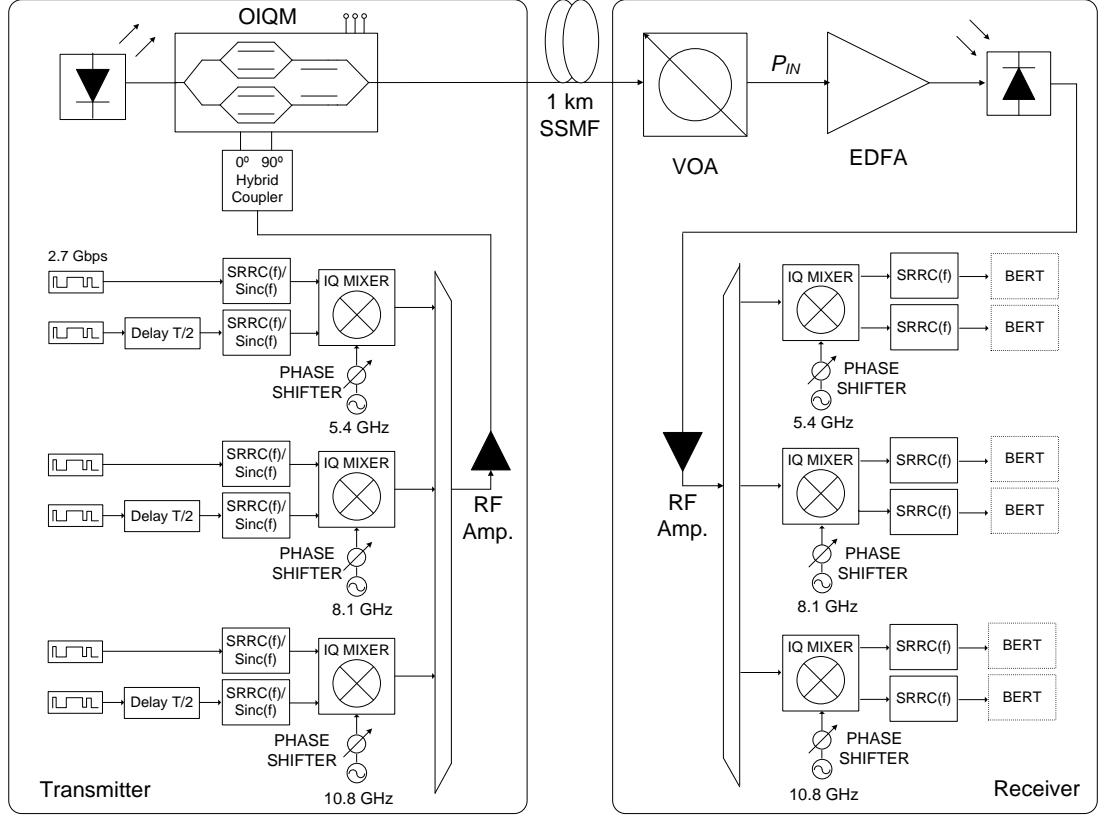 OIQM
1 km
SSMF
P_IN
VOA
EDFA
0º 90º
Hybrid
Coupler
2.7 Gbps
SRRC(f)/
Sinc(f)
IQ MIXER
Delay T/2
SRRC(f)/
Sinc(f)
PHASE
SHIFTER
5.4 GHz
SRRC(f)/
Sinc(f)
IQ MIXER
Delay T/2
SRRC(f)/
Sinc(f)
PHASE
SHIFTER
8.1 GHz
RF
Amp.
SRRC(f)/
Sinc(f)
IQ MIXER
Delay T/2
SRRC(f)/
Sinc(f)
PHASE
SHIFTER
10.8 GHz
Transmitter
IQ MIXER
SRRC(f)
BERT
SRRC(f)
BERT
PHASE
SHIFTER
5.4 GHz
RF
Amp.
IQ MIXER
SRRC(f)
BERT
SRRC(f)
BERT
PHASE
SHIFTER
8.1 GHz
IQ MIXER
SRRC(f)
BERT
SRRC(f)
BERT
PHASE
SHIFTER
10.8 GHz
Receiver